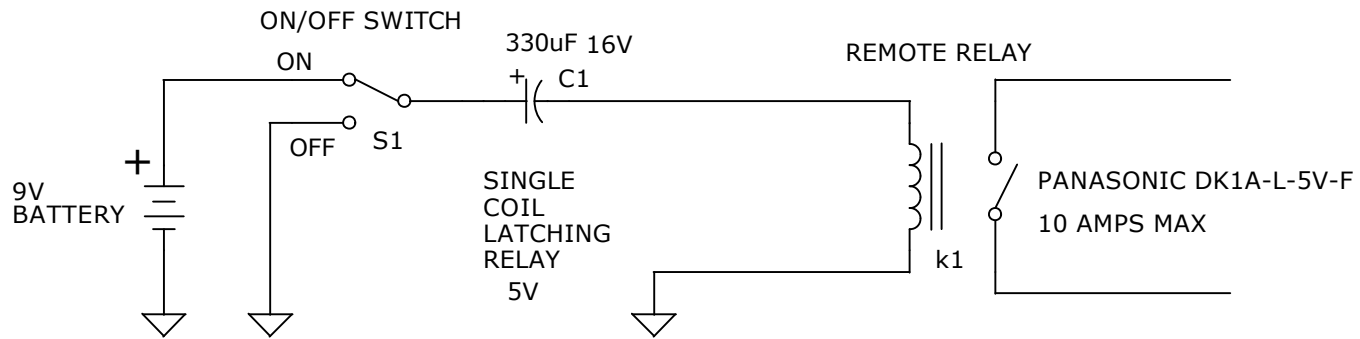 ON/OFF SWITCH
ON
330uF 16V
+ C1
REMOTE RELAY
OFF
S1
+
9V
BATTERY
SINGLE
COIL
LATCHING
RELAY
5V
k1
PANASONIC DK1A-L-5V-F
10 AMPS MAX